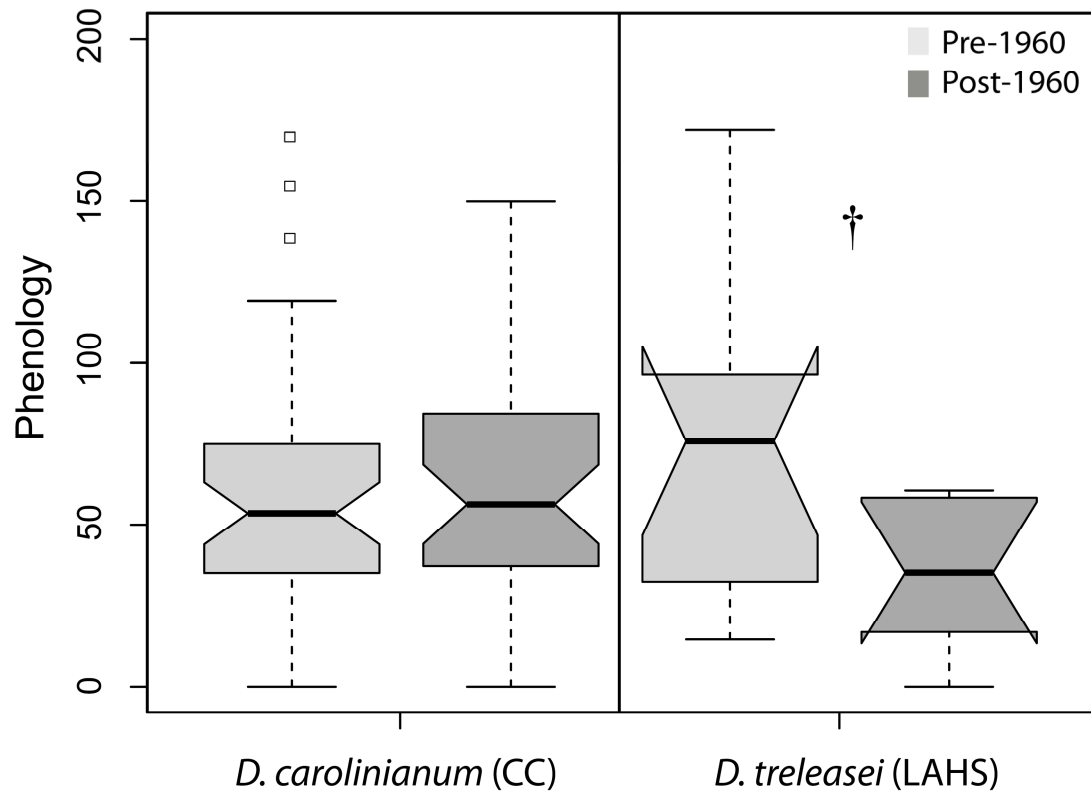 Phenology
200
150
100
50
0
Pre-1960
Post-1960
†
D. carolinianum (CC)
D. treleasei (LAHS)